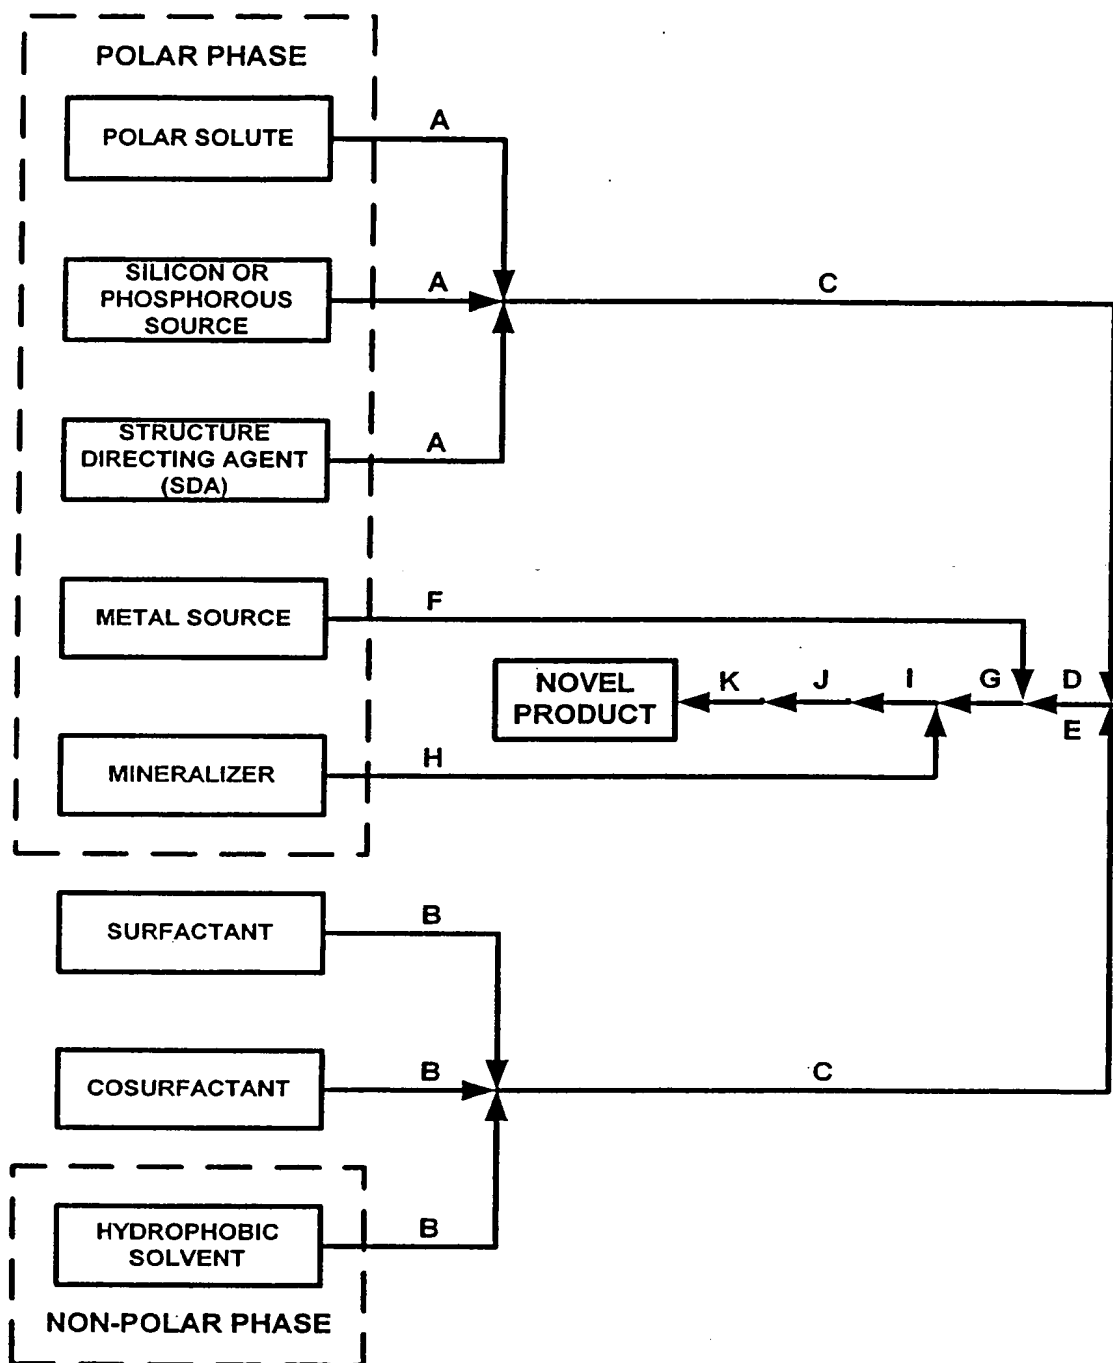 POLAR PHASE
POLAR SOLUTE
A
SILICON OR
PHOSPHOROUS
SOURCE
A
C
STRUCTURE
DIRECTING AGENT
(SDA)
A
METAL SOURCE
F
NOVEL
PRODUCT
K
J
I
G
D
E
MINERALIZER
H
SURFACTANT
B
COSURFACTANT
B
C
HYDROPHOBIC
SOLVENT
B
NON-POLAR PHASE